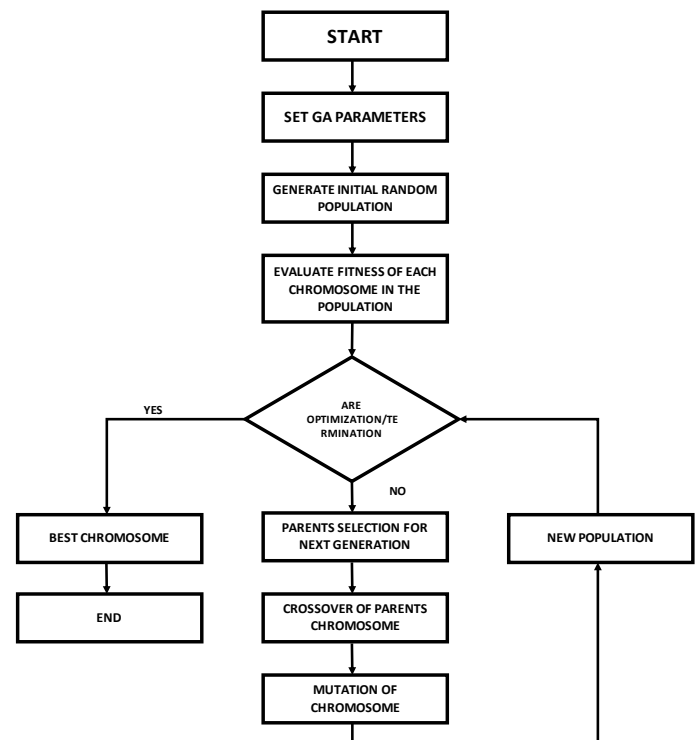 START
SET GA PARAMETERS
GENERATE INITIAL RANDOM
POPULATION
EVALUATE FITNESS OF EACH
CHROMOSOME IN THE
POPULATION
ARE
OPTIMIZATION/TE
RMINATION
YES
NO
BEST CHROMOSOME
END
PARENTS SELECTION FOR
NEXT GENERATION
CROSSOVER OF PARENTS
CHROMOSOME
MUTATION OF
CHROMOSOME
NEW POPULATION